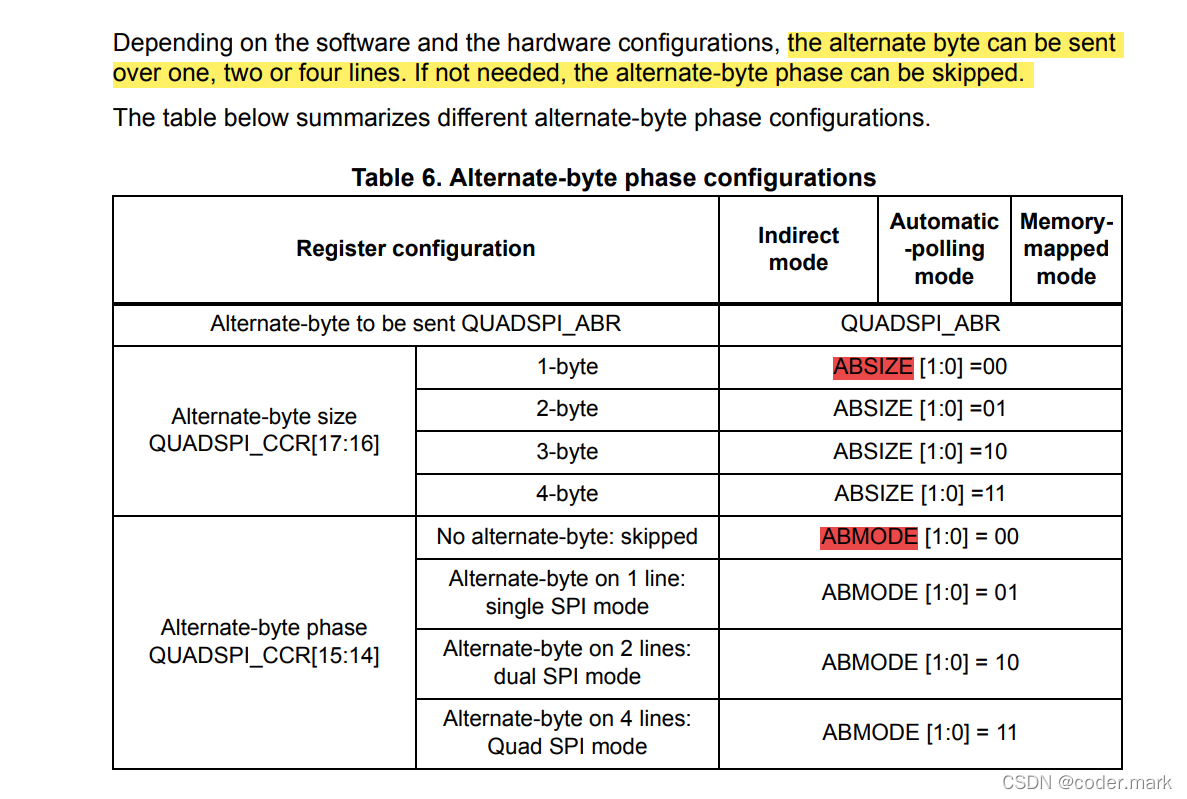 Depending on the software and the hardware configurations, the alternate byte can be sent
over one, two or four lines. If not needed, the alternate-byte phase can be skipped.
The table below summarizes different alternate-byte phase configurations.
Table 6. Alternate-byte phase configurations
Register configuration
Indirect
mode
Automatic
-polling
mode
Memory-
mapped
mode
Alternate-byte to be sent QUADSPI_ABR
QUADSPI_ABR
Alternate-byte size
QUADSPI_CCR[17:16]
1-byte
ABSIZE [1:0] =00
2-byte
ABSIZE [1:0] =01
3-byte
ABSIZE [1:0] =10
4-byte
ABSIZE [1:0] =11
Alternate-byte phase
QUADSPI_CCR[15:14]
No alternate-byte: skipped
ABMODE [1:0] = 00
Alternate-byte on 1 line:
single SPI mode
ABMODE [1:0] = 01
Alternate-byte on 2 lines:
dual SPI mode
ABMODE [1:0] = 10
Alternate-byte on 4 lines:
Quad SPI mode
ABMODE [1:0] = 11
CSDN @coder.mark